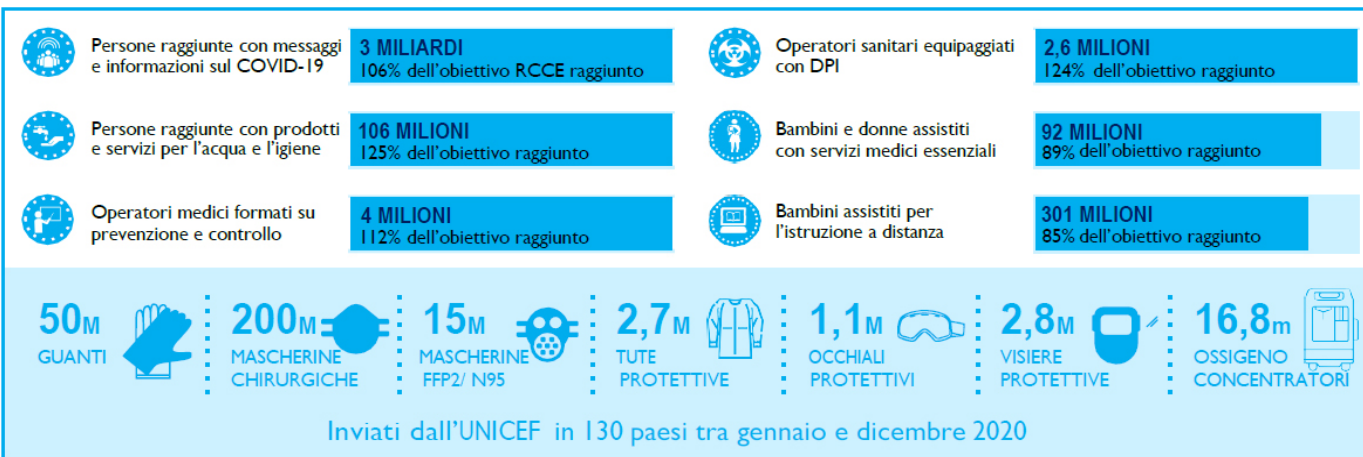 Persone raggiunte con messaggi
e informazioni sul COVID-19
3 MILIARDI
106% dell'obiettivo RCCE raggiunto
Operatori sanitari equipaggiati
con DPI
2,6 MILIONI
124% dell'obiettivo raggiunto
Persone raggiunte con prodotti
e servizi per l'acqua e l'igiene
106 MILIONI
125% dell'obiettivo raggiunto
Bambini e donne assistiti
con servizi medici essenziali
92 MILIONI
89% dell'obiettivo raggiunto
Operatori medici formati su
prevenzione e controllo
4 MILIONI
112% dell'obiettivo raggiunto
Bambini assistiti per
l'istruzione a distanza
301 MILIONI
85% dell'obiettivo raggiunto
50M
GUANTI
200M
MASCHERINE
CHIRURGICHE
15M
MASCHERINE
FFP2/ N95
2,7M
TUTE
PROTETTIVE
1,1M
OCCHIALI
PROTETTIVI
2,8M
VISIERE
PROTETTIVE
16,8m
OSSIGENO
CONCENTRATORI
Inviati dall'UNICEF in 130 paesi tra gennaio e dicembre 2020